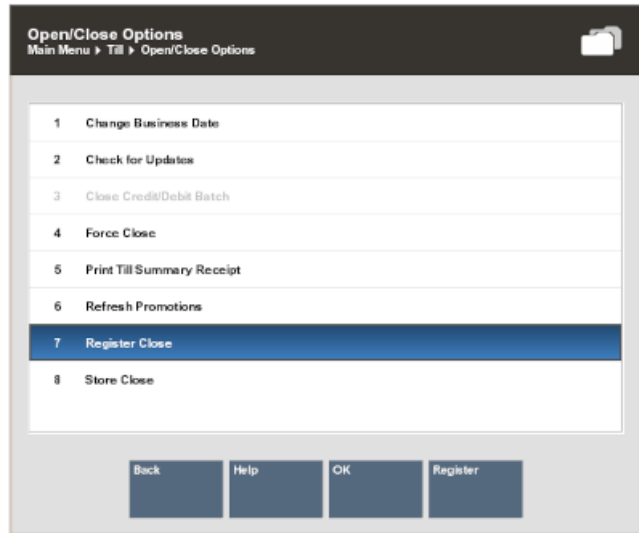 Open/Close Options
Main Menu ▸ Till ▸ Open/Close Options
1 Change Business Date
2 Check for Updates
3 Close Credit/Debit Batch
4 Force Close
5 Print Till Summary Receipt
6 Refresh Promotions
7 Register Close
8 Store Close
Back Help OK Register